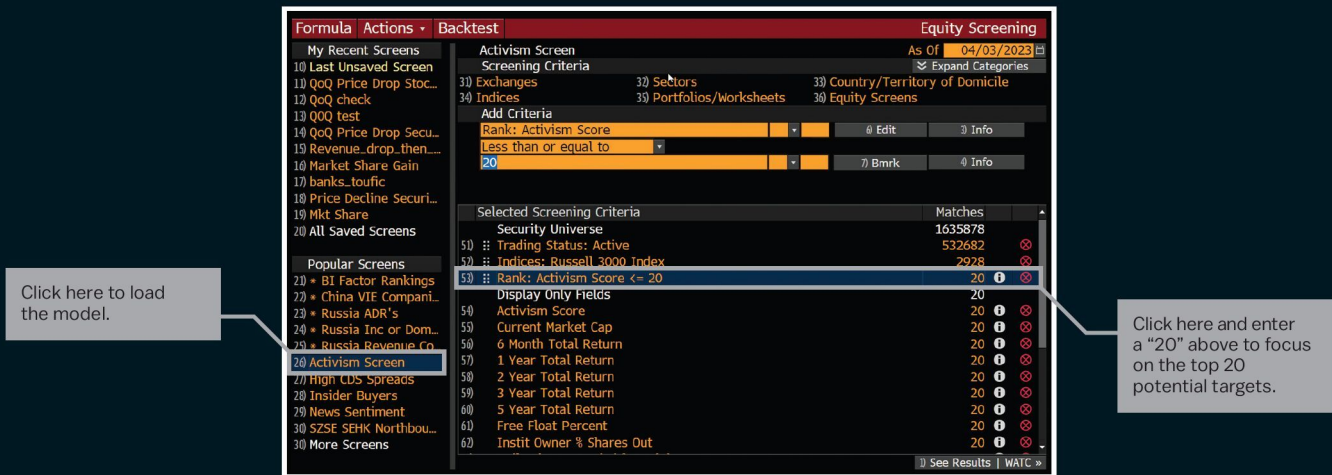 Formula Actions Backtest Equity Screening
My Recent Screens
10) Last Unsaved Screen
11) QoQ Price Drop Stoc...
12) QoQ check
13) QOQ test
14) QoQ Price Drop Secu...
15) Revenue_drop_then_...
16) Market Share Gain
17) banks_toufic
18) Price Decline Securi...
19) Mkt Share
20) All Saved Screens
Popular Screens
21) * BI Factor Rankings
22) * China VIE Compani...
23) * Russia ADR's
24) * Russia Inc or Dom...
25) * Russia Revenue Co
26) Activism Screen
27) High CDS Spreads
28) Insider Buyers
29) News Sentiment
30) SZSE SEHK Northbou...
30) More Screens
Activism Screen As Of 04/03/2023
Screening Criteria Expand Categories
31) Exchanges 32) Sectors 33) Country/Territory of Domicile
34) Indices 35) Portfolios/Worksheets 36) Equity Screens
Add Criteria
Rank: Activism Score 6) Edit 3) Info
Less than or equal to
20 7) Bmrk 4) Info
Selected Screening Criteria Matches
Security Universe 1635878
51) Trading Status: Active 532682
52) Indices: Russell 3000 Index 2928
53) Rank: Activism Score <= 20 20
Display Only Fields 20
54) Activism Score 20
55) Current Market Cap 20
56) 6 Month Total Return 20
57) 1 Year Total Return 20
58) 2 Year Total Return 20
59) 3 Year Total Return 20
60) 5 Year Total Return 20
61) Free Float Percent 20
62) Instit Owner % Shares Out 20
1) See Results | WATC »
Click here to load
the model.
Click here and enter
a “20” above to focus
on the top 20
potential targets.